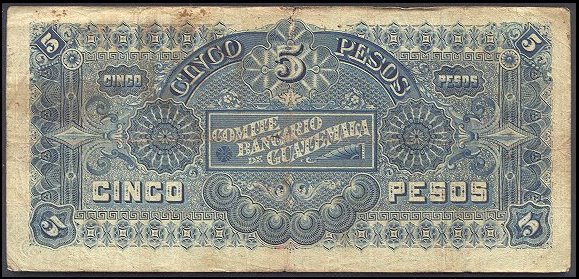 5 CINCO 5 PESOS 5
CINCO PESOS
COMITE
BANCARIO
DE GUATEMALA
CINCO PESOS
5 5